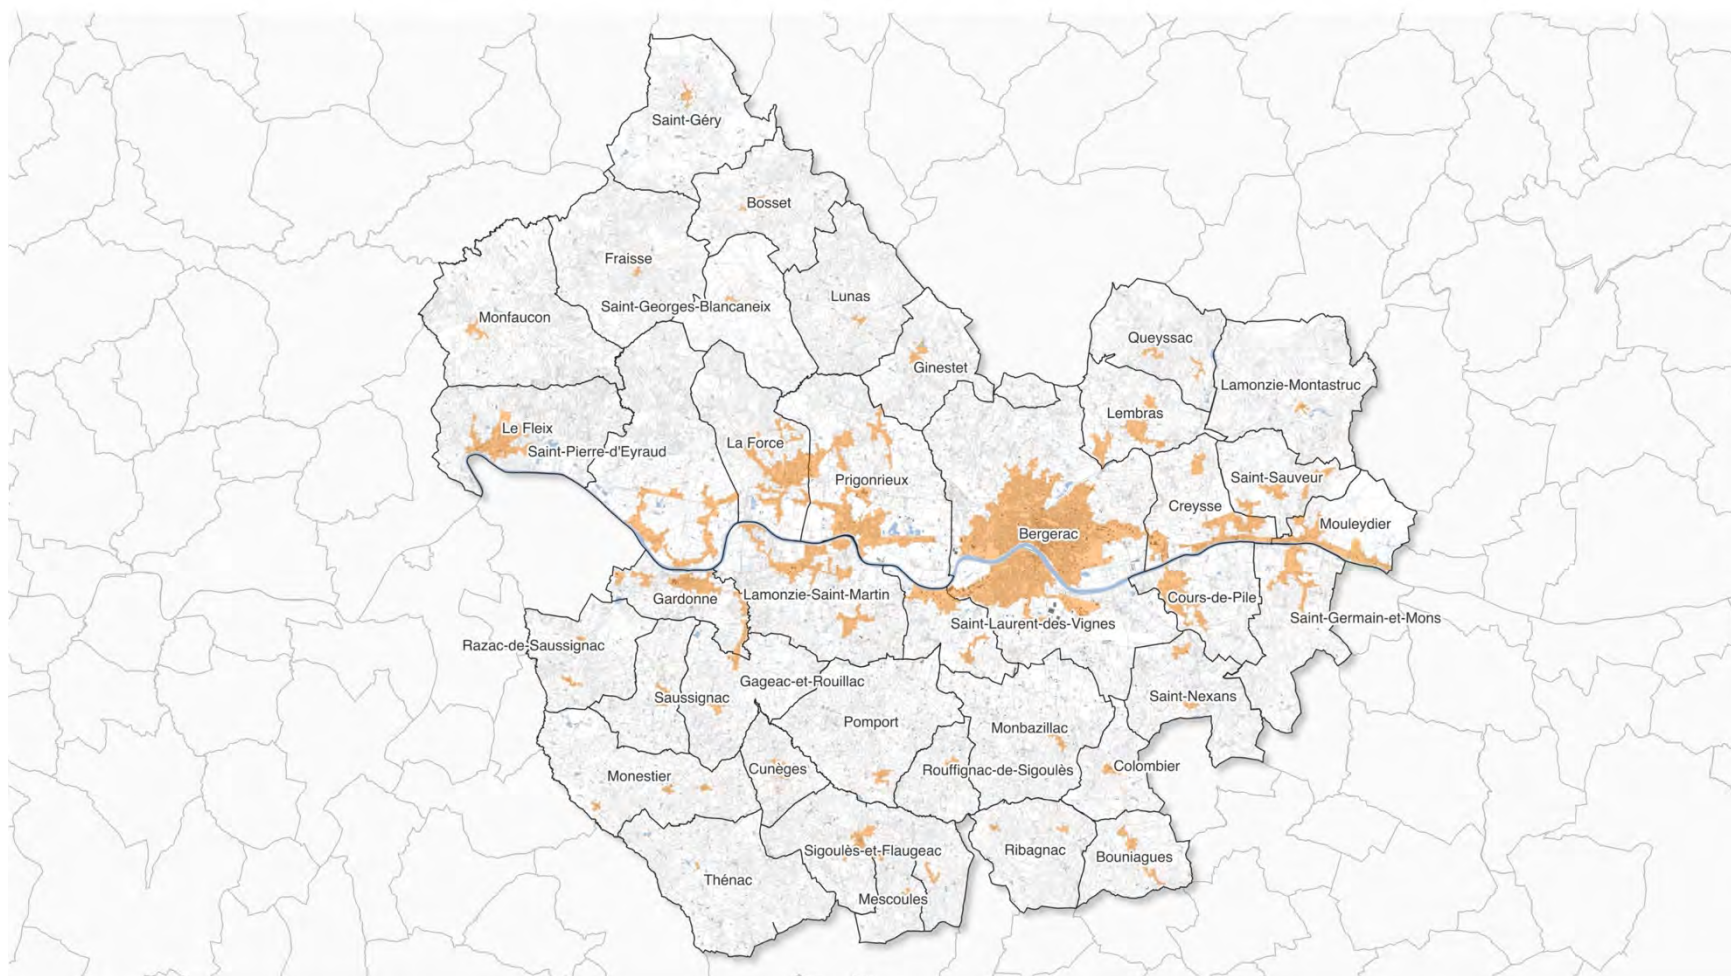 Saint-Géry
Bosset
Fraisse
Saint-Georges-Blancaneix
Lunas
Monfaucon
Queyssac
Ginestet
Lamonzie-Montastruc
Lembras
Le Fleix
La Force
Saint-Pierre-d'Eyraud
Prigonrieux
Saint-Sauveur
Creysse
Mouleydier
Bergerac
Gardonne
Lamonzie-Saint-Martin
Cours-de-Pile
Saint-Laurent-des-Vignes
Saint-Germain-et-Mons
Razac-de-Saussignac
Gageac-et-Rouillac
Saussignac
Saint-Nexans
Pomport
Monbazillac
Monestier
Cunèges
Rouffignac-de-Sigoulès
Colombier
Sigoulès-et-Flaugeac
Ribagnac
Bouniagues
Thénac
Mescoules